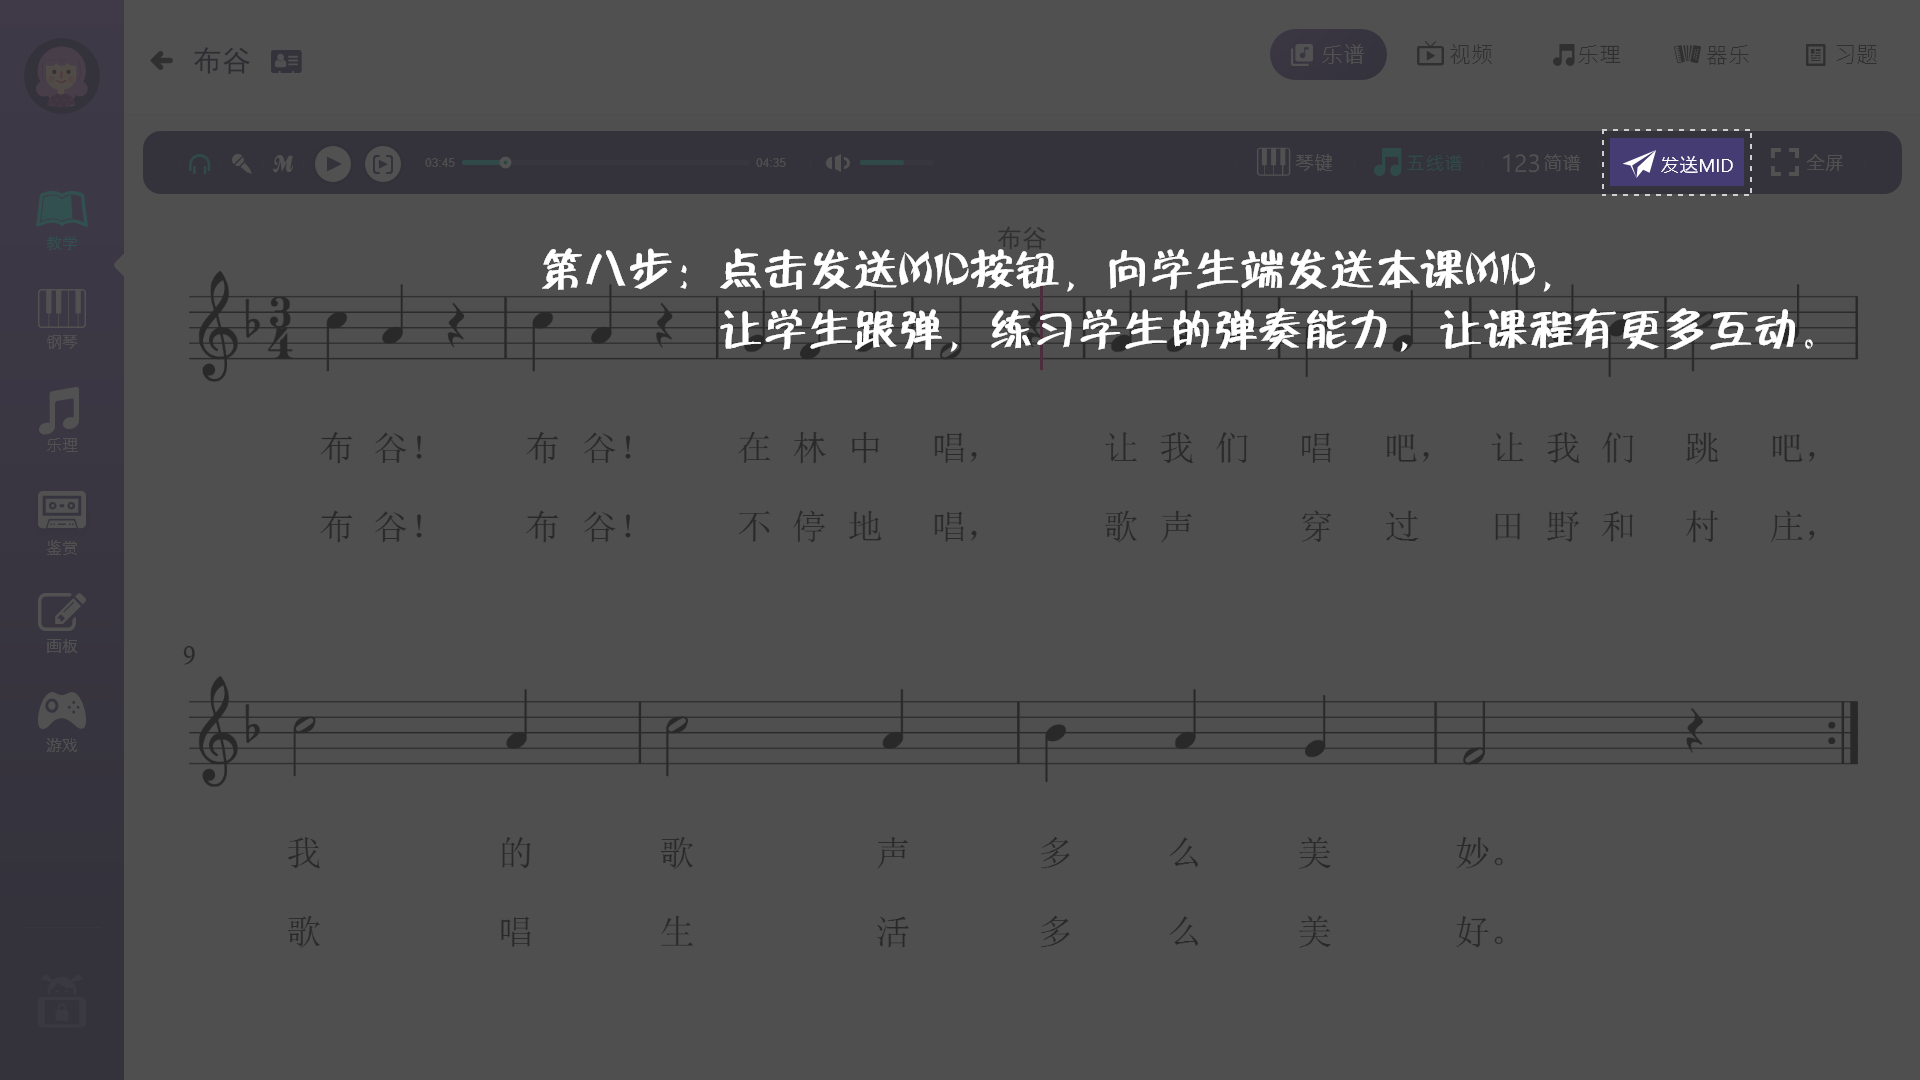 布谷
乐谱
视频
乐理
器乐
习题
03:45
04:35
琴键
五线谱
123 简谱
发送MID
全屏
教学
钢琴
乐理
鉴赏
画板
游戏
布谷
第八步：点击发送MID按钮，向学生端发送本课MID，
让学生跟弹，练习学生的弹奏能力，让课程有更多互动。
3
4
布 谷！ 布 谷！ 在 林 中 唱， 让 我 们 唱 吧， 让 我 们 跳 吧，
布 谷！ 布 谷！ 不 停 地 唱， 歌 声 穿 过 田 野 和 村 庄，
9
我 的 歌 声 多 么 美 妙。
歌 唱 生 活 多 么 美 好。